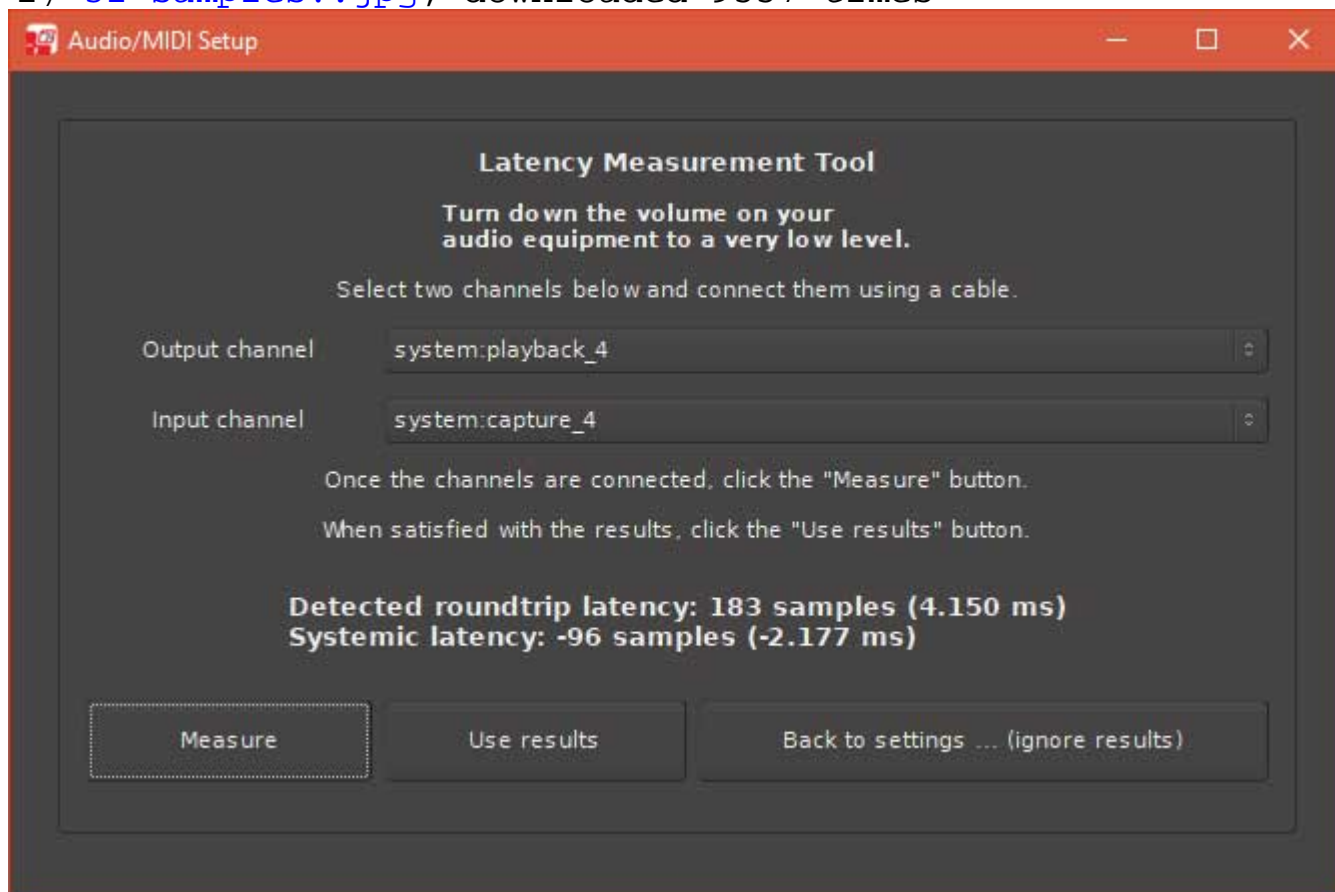 Audio/MIDI Setup
Latency Measurement Tool
Turn down the volume on your
audio equipment to a very low level.
Select two channels below and connect them using a cable.
Output channel system:playback_4
Input channel system:capture_4
Once the channels are connected, click the "Measure" button.
When satisfied with the results, click the "Use results" button.
Detected roundtrip latency: 183 samples (4.150 ms)
Systemic latency: -96 samples (-2.177 ms)
Measure Use results Back to settings ... (ignore results)